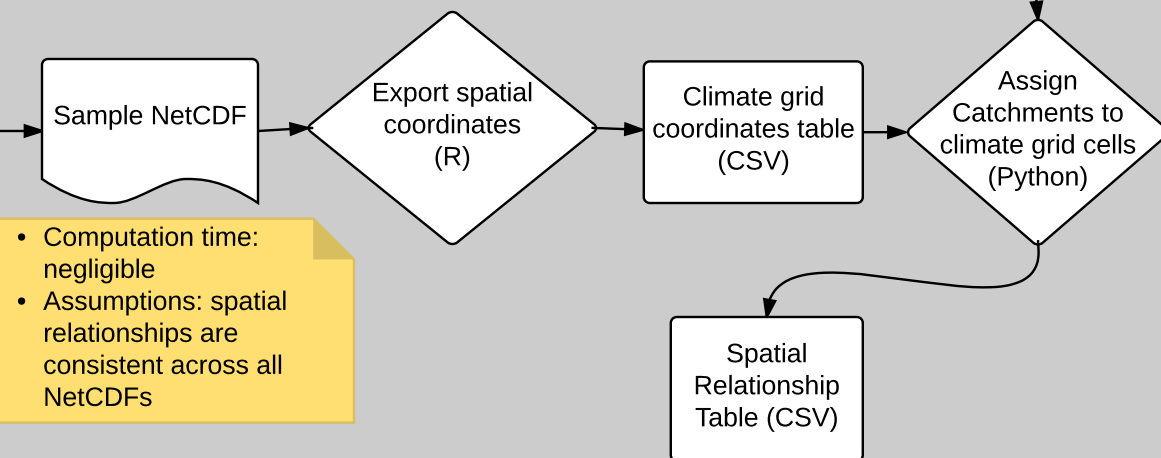 Sample NetCDF
Export spatial
coordinates
(R)
Climate grid
coordinates table
(CSV)
Assign
Catchments to
climate grid cells
(Python)
• Computation time:
negligible
• Assumptions: spatial
relationships are
consistent across all
NetCDFs
Spatial
Relationship
Table (CSV)